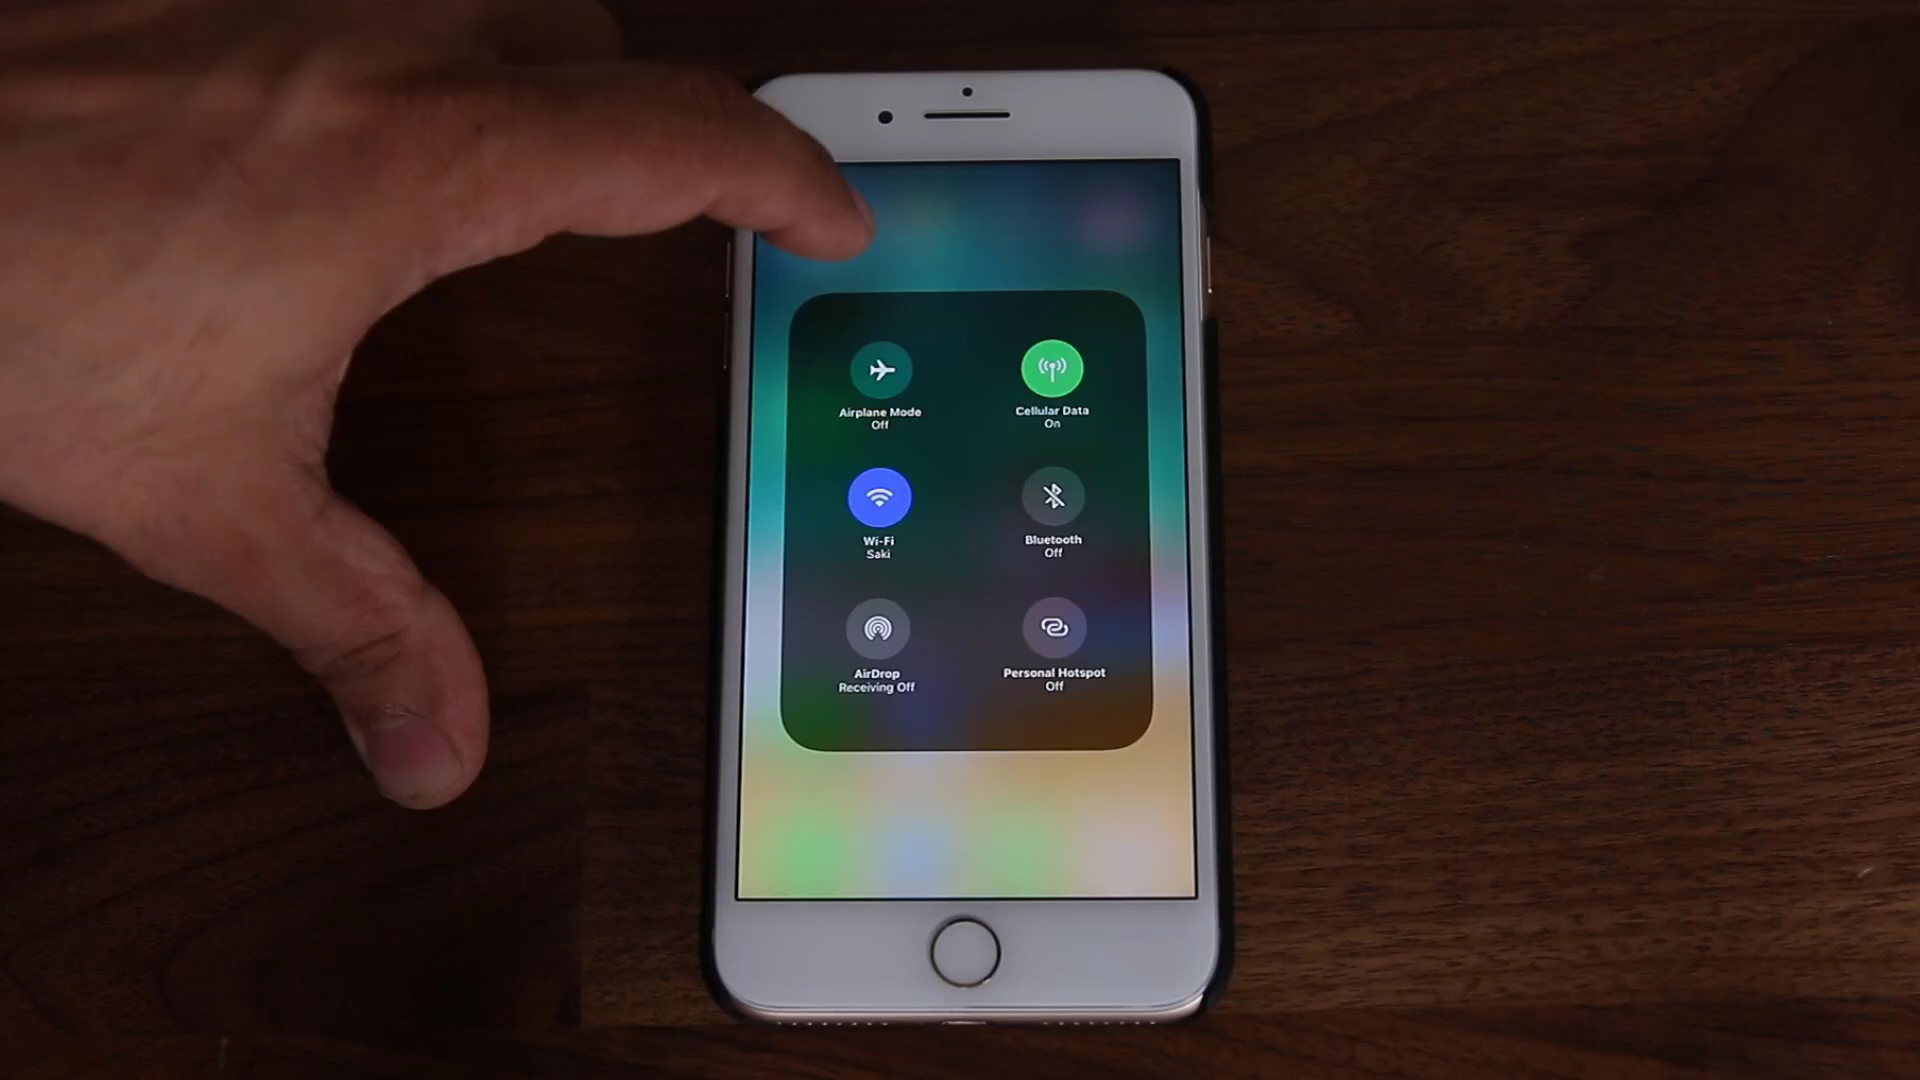 Airplane Mode
Off
Cellular Data
On
Wi-Fi
Saki
Bluetooth
Off
AirDrop
Receiving Off
Personal Hotspot
Off